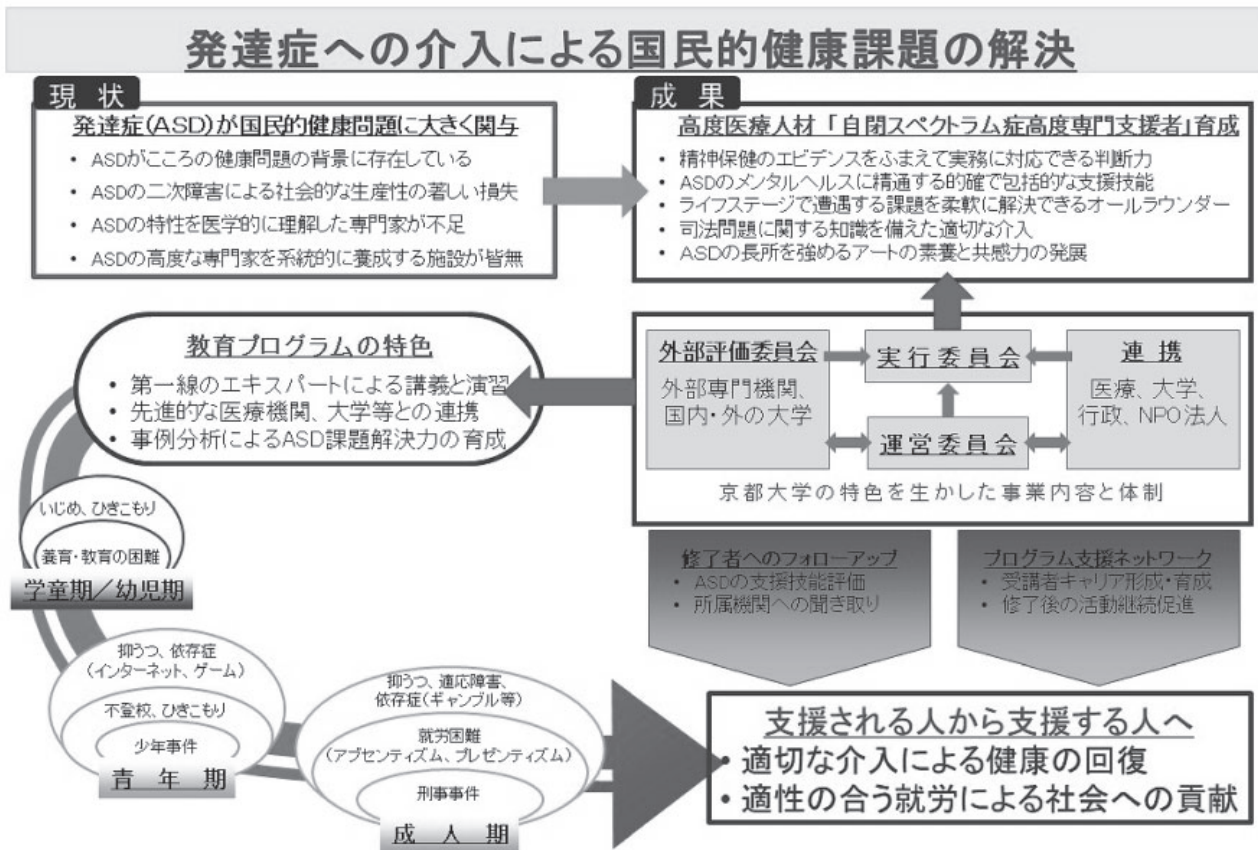 発達症への介入による国民的健康課題の解決
現 状
発達症(ASD)が国民的健康問題に大きく関与
• ASDがこころの健康問題の背景に存在している
• ASDの二次障害による社会的な生産性の著しい損失
• ASDの特性を医学的に理解した専門家が不足
• ASDの高度な専門家を系統的に養成する施設が皆無
成 果
高度医療人材「自閉スペクトラム症高度専門支援者」育成
• 精神保健のエビデンスをふまえて実務に対応できる判断力
• ASDのメンタルヘルスに精通する的確で包括的な支援技能
• ライフステージで遭遇する課題を柔軟に解決できるオールラウンダー
• 司法問題に関する知識を備えた適切な介入
• ASDの長所を強めるアートの素養と共感力の発展
教育プログラムの特色
• 第一線のエキスパートによる講義と演習
• 先進的な医療機関、大学等との連携
• 事例分析によるASD課題解決力の育成
外部評価委員会
外部専門機関、
国内・外の大学
実行委員会
運営委員会
連 携
医療、大学、
行政、NPO法人
京都大学の特色を生かした事業内容と体制
修了者へのフォローアップ
• ASDの支援技能評価
• 所属機関への聞き取り
プログラム支援ネットワーク
• 受講者キャリア形成・育成
• 修了後の活動継続促進
いじめ、ひきこもり
養育・教育の困難
学童期／幼児期
抑うつ、依存症
(インターネット、ゲーム)
不登校、ひきこもり
少年事件
青 年 期
抑うつ、適応障害、
依存症(ギャンブル等)
就労困難
(アブセンティズム、プレゼンティズム)
刑事事件
成 人 期
支援される人から支援する人へ
• 適切な介入による健康の回復
• 適性の合う就労による社会への貢献